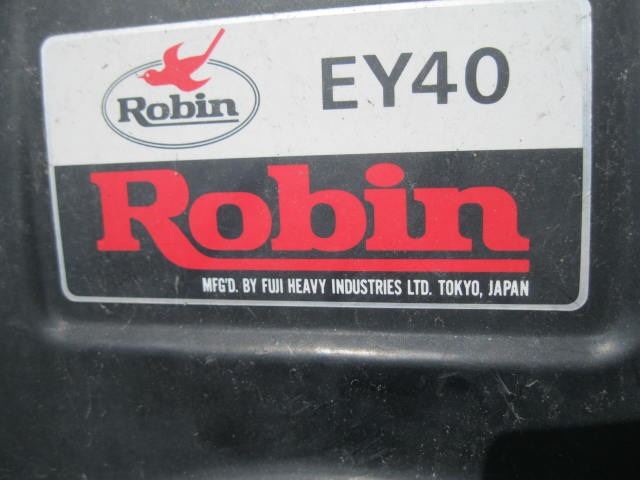 Robin
EY40
Robin
MFG'D. BY FUJI HEAVY INDUSTRIES LTD. TOKYO, JAPAN